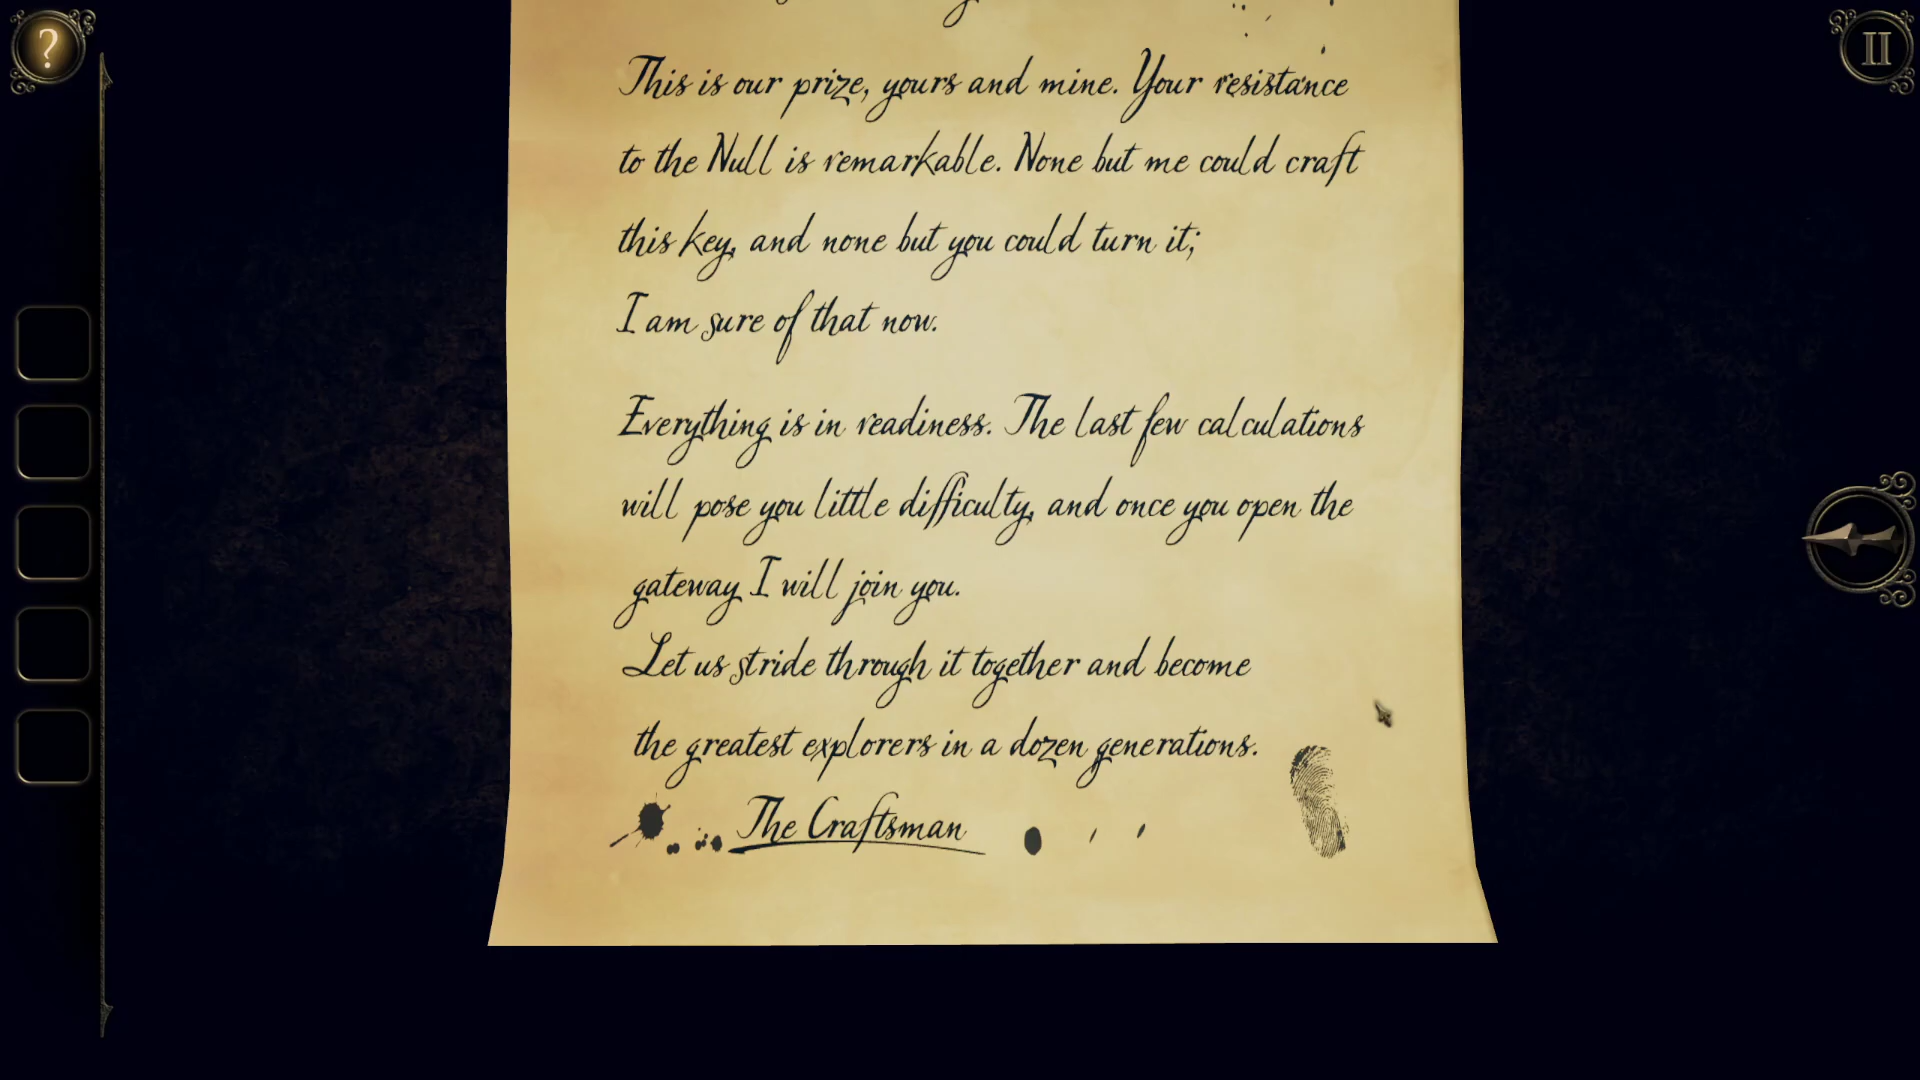 ?
II
This is our prize, yours and mine. Your resistance
to the Null is remarkable. None but me could craft
this key, and none but you could turn it;
I am sure of that now.
Everything is in readiness. The last few calculations
will pose you little difficulty, and once you open the
gateway I will join you.
Let us stride through it together and become
the greatest explorers in a dozen generations.
The Craftsman